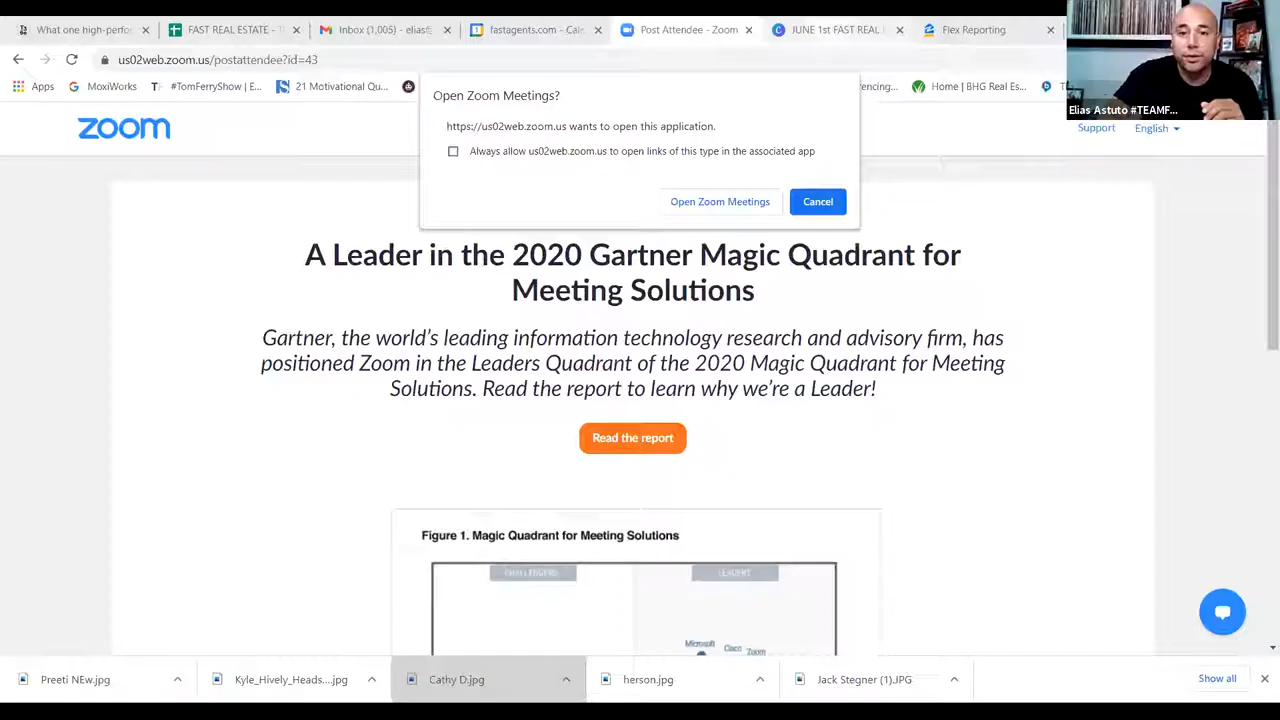 What one high-perfo
FAST REAL ESTATE - T
Inbox (1,005) - elias@
fastagents.com - Cale
Post Attendee - Zoom
JUNE 1st FAST REAL
Flex Reporting
us02web.zoom.us/postattendee?id=43
Apps
MoxiWorks
#TomFerryShow | E...
21 Motivational Qu...
encing...
Home | BHG Real Es...
Elias Astuto #TEAMF...
Open Zoom Meetings?
https://us02web.zoom.us wants to open this application.
Always allow us02web.zoom.us to open links of this type in the associated app
Open Zoom Meetings
Cancel
zoom
Support
English
A Leader in the 2020 Gartner Magic Quadrant for
Meeting Solutions
Gartner, the world's leading information technology research and advisory firm, has
positioned Zoom in the Leaders Quadrant of the 2020 Magic Quadrant for Meeting
Solutions. Read the report to learn why we're a Leader!
Read the report
Figure 1. Magic Quadrant for Meeting Solutions
CHALLENGERS
LEADERS
Microsoft
Cisco
Zoom
Preeti NEw.jpg
Kyle_Hively_Heads....jpg
Cathy D.jpg
herson.jpg
Jack Stegner (1).JPG
Show all